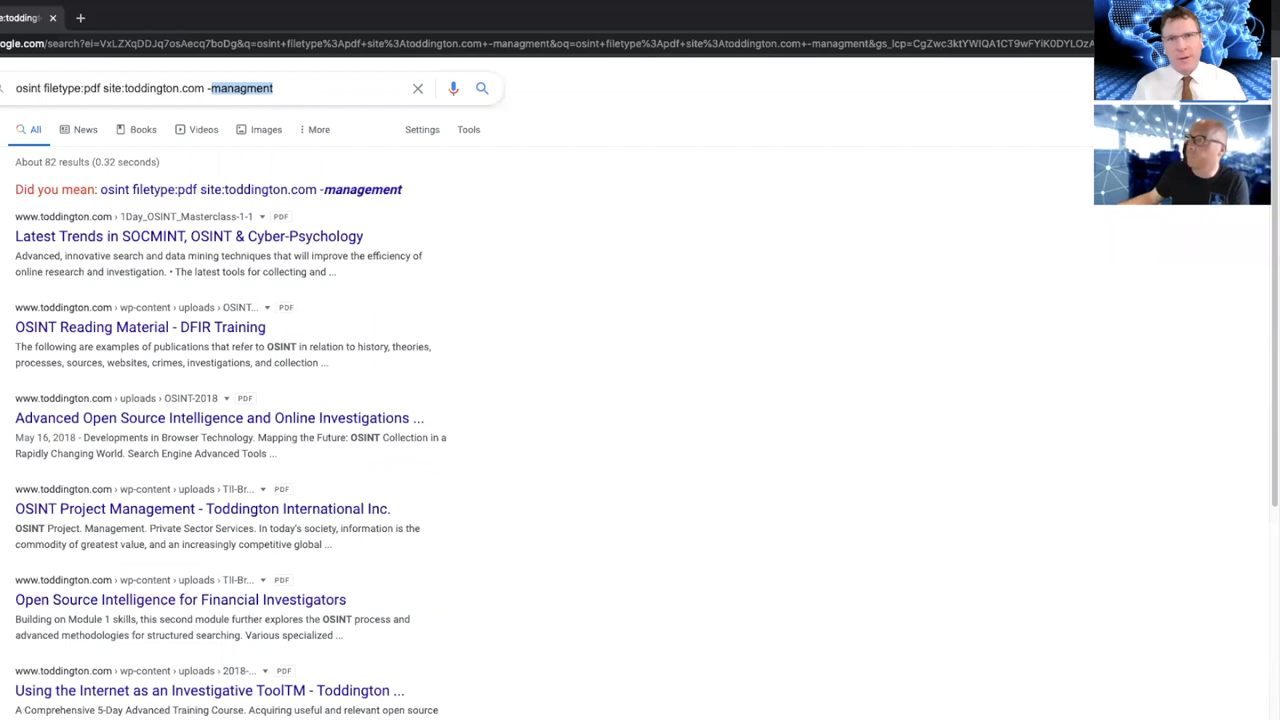 e:todding
ogle.com/search?ei=VxLZXqDDJq7osAecq7boDg&q=osint+filetype%3Apdf+site%3Atoddington.com+-managment&oq=osint+filetype%3Apdf+site%3Atoddington.com+-managment&gs_lcp=CgZwc3ktYWIQA1CT9wFYiK0DYLOzA
osint filetype:pdf site:toddington.com -managment
All News Books Videos Images More Settings Tools
About 82 results (0.32 seconds)
Did you mean: osint filetype:pdf site:toddington.com -management
www.toddington.com › 1Day_OSINT_Masterclass-1-1 PDF
Latest Trends in SOCMINT, OSINT & Cyber-Psychology
Advanced, innovative search and data mining techniques that will improve the efficiency of
online research and investigation. • The latest tools for collecting and ...
www.toddington.com › wp-content › uploads › OSINT... PDF
OSINT Reading Material - DFIR Training
The following are examples of publications that refer to OSINT in relation to history, theories,
processes, sources, websites, crimes, investigations, and collection ...
www.toddington.com › uploads › OSINT-2018 PDF
Advanced Open Source Intelligence and Online Investigations ...
May 16, 2018 - Developments in Browser Technology. Mapping the Future: OSINT Collection in a
Rapidly Changing World. Search Engine Advanced Tools ...
www.toddington.com › wp-content › uploads › TII-Br... PDF
OSINT Project Management - Toddington International Inc.
OSINT Project. Management. Private Sector Services. In today's society, information is the
commodity of greatest value, and an increasingly competitive global ...
www.toddington.com › wp-content › uploads › TII-Br... PDF
Open Source Intelligence for Financial Investigators
Building on Module 1 skills, this second module further explores the OSINT process and
advanced methodologies for structured searching. Various specialized ...
www.toddington.com › wp-content › uploads › 2018-... PDF
Using the Internet as an Investigative ToolTM - Toddington ...
A Comprehensive 5-Day Advanced Training Course. Acquiring useful and relevant open source